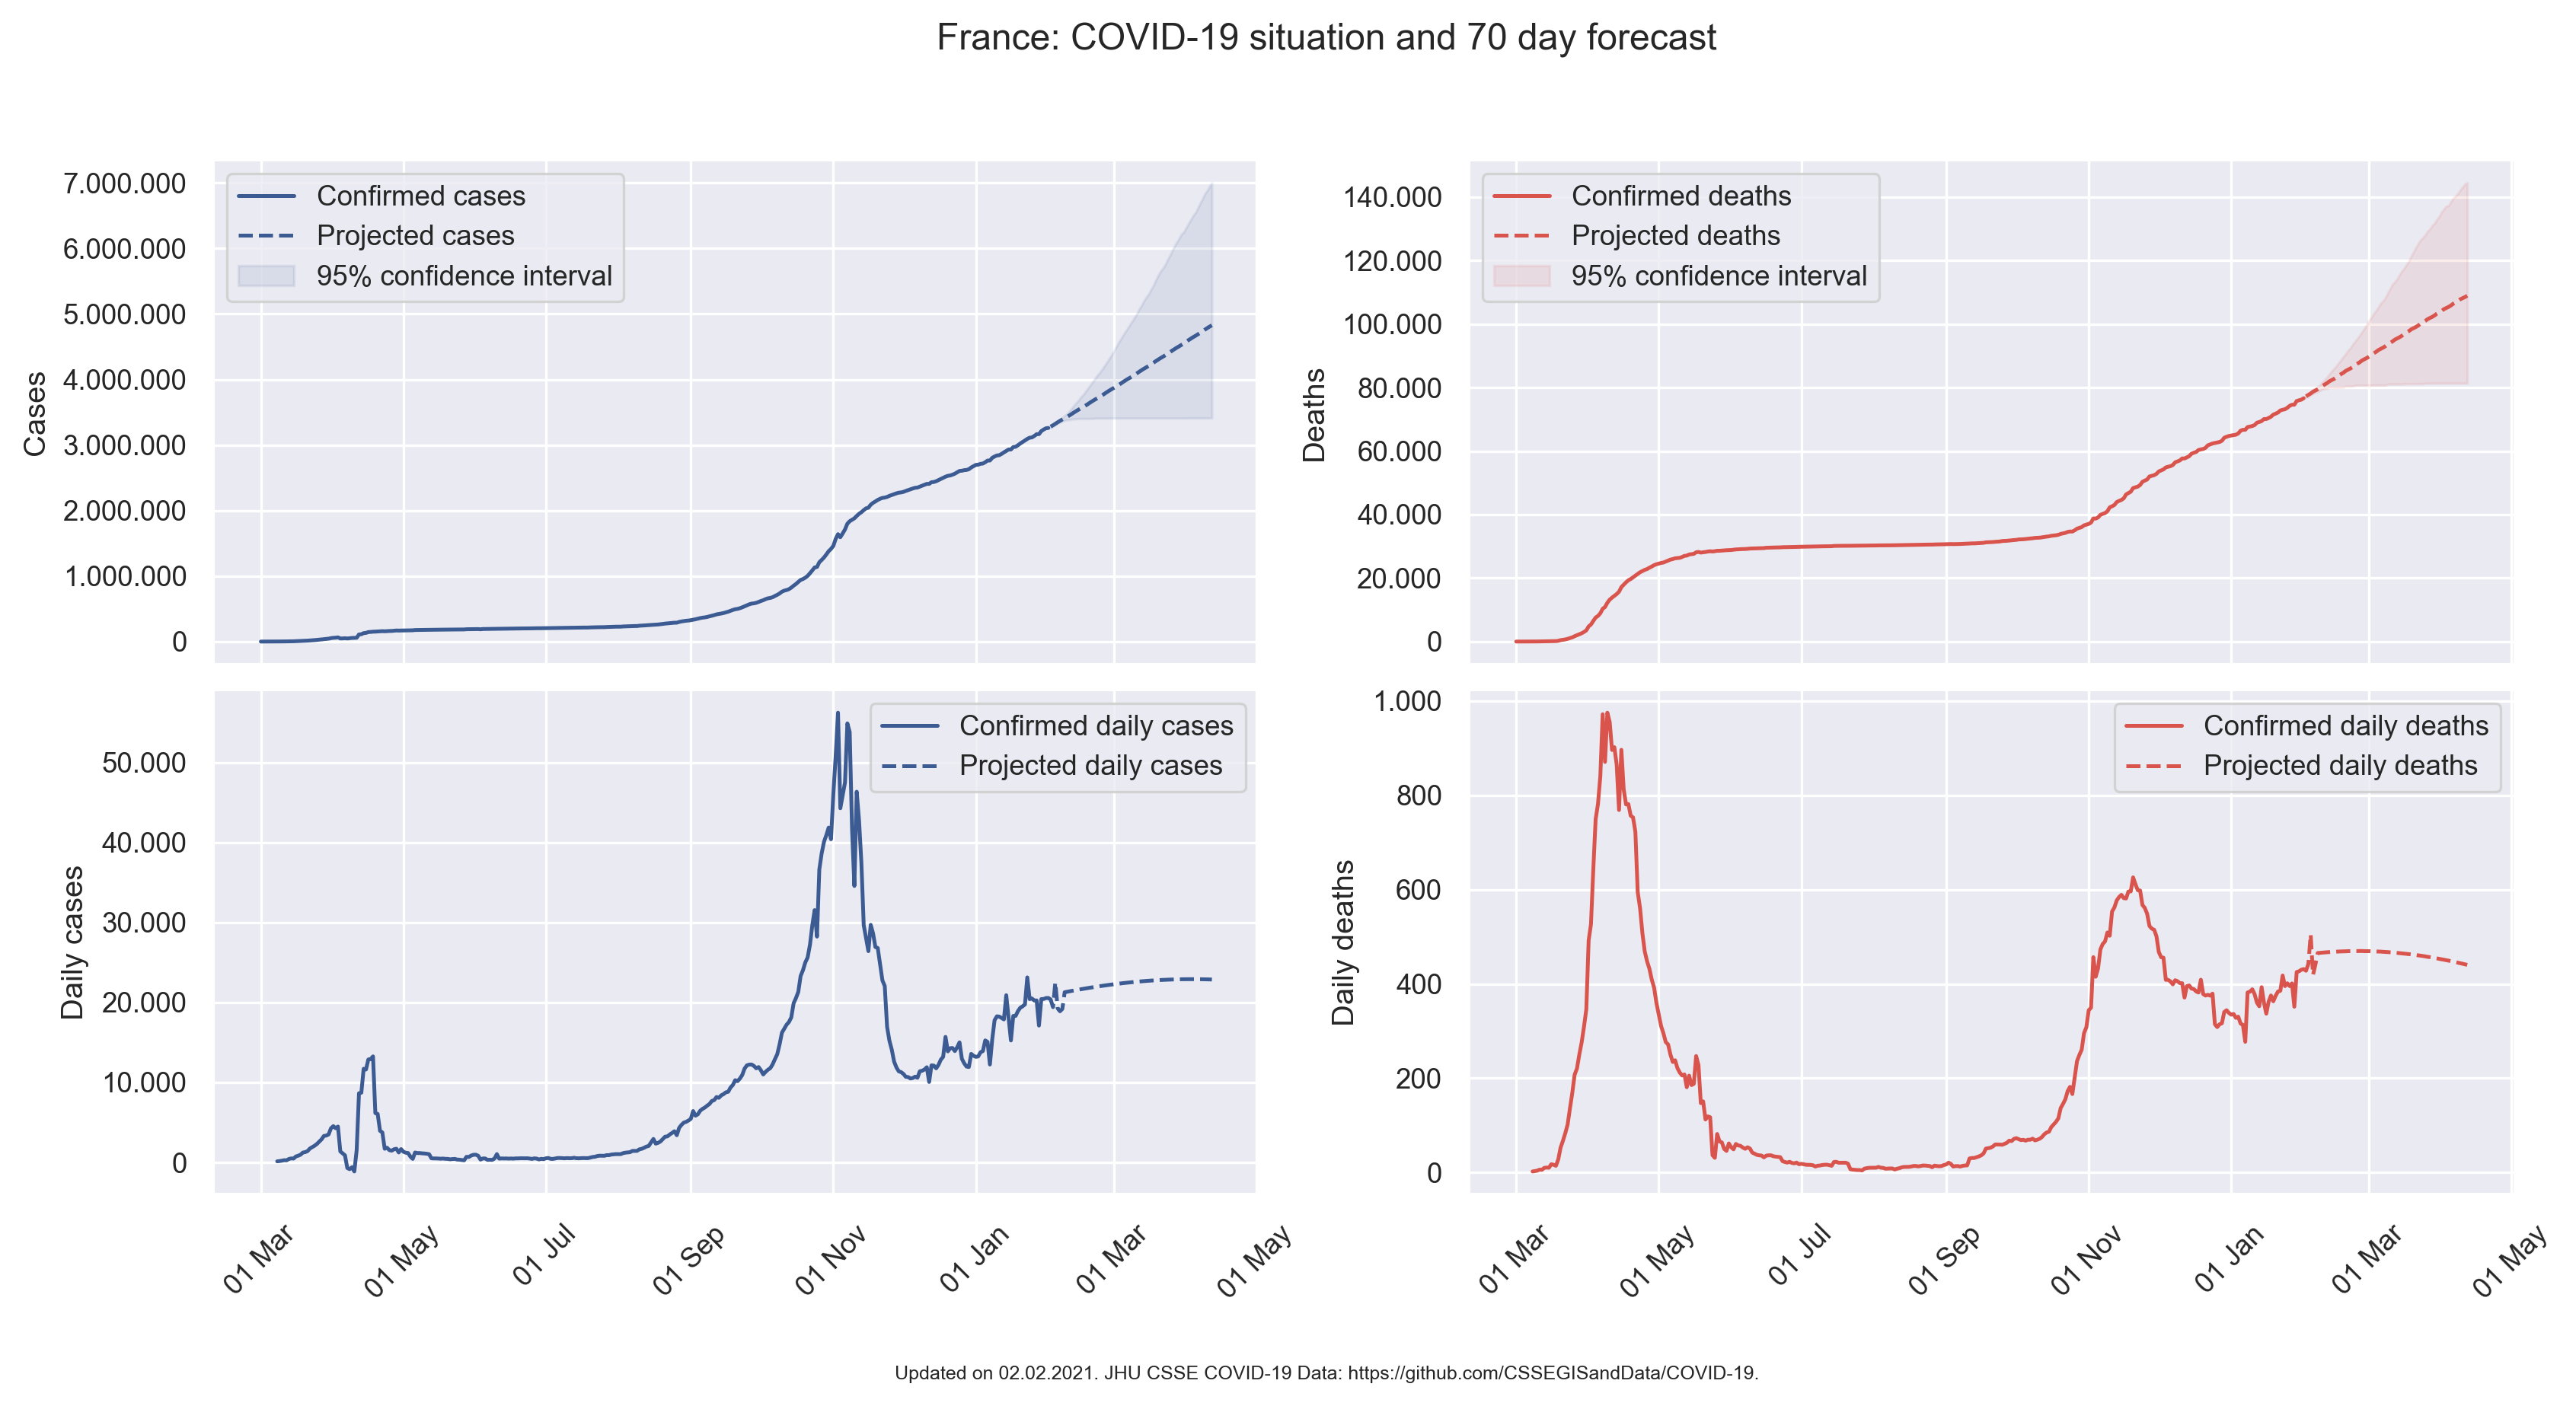 France: COVID-19 situation and 70 day forecast
Cases
7.000.000
6.000.000
5.000.000
4.000.000
3.000.000
2.000.000
1.000.000
0
Confirmed cases
Projected cases
95% confidence interval
Deaths
140.000
120.000
100.000
80.000
60.000
40.000
20.000
0
Confirmed deaths
Projected deaths
95% confidence interval
Daily cases
50.000
40.000
30.000
20.000
10.000
0
Confirmed daily cases
Projected daily cases
01 Mar
01 May
01 Jul
01 Sep
01 Nov
01 Jan
01 Mar
01 May
Daily deaths
1.000
800
600
400
200
0
Confirmed daily deaths
Projected daily deaths
01 Mar
01 May
01 Jul
01 Sep
01 Nov
01 Jan
01 Mar
01 May
Updated on 02.02.2021. JHU CSSE COVID-19 Data: https://github.com/CSSEGISandData/COVID-19.